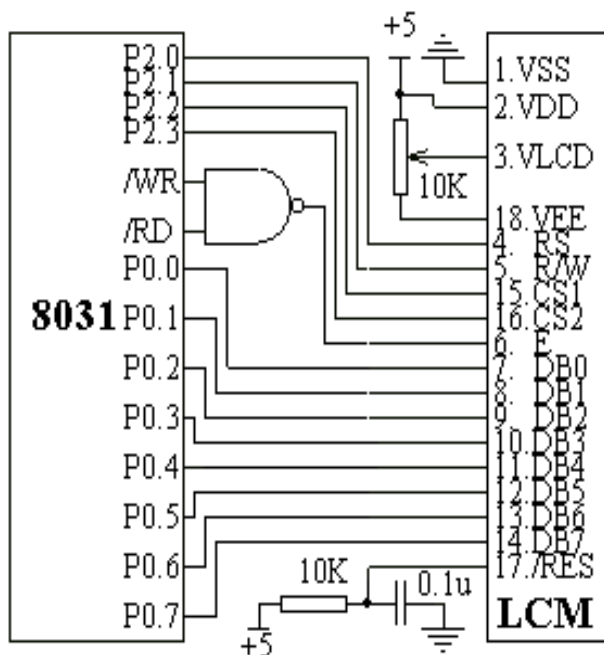 +5
P2.0
P2.1
P2.2
P2.3
/WR
/RD
P0.0
8031
P0.1
P0.2
P0.3
P0.4
P0.5
P0.6
P0.7
10K
10K
0.1u
+5
1.VSS
2.VDD
3.VLCD
18.VEE
4. RS
5. R/W
15.CS1
16.CS2
6. E
7. DB0
8. DB1
9. DB2
10.DB3
11.DB4
12.DB5
13.DB6
14.DB7
17./RES
LCM